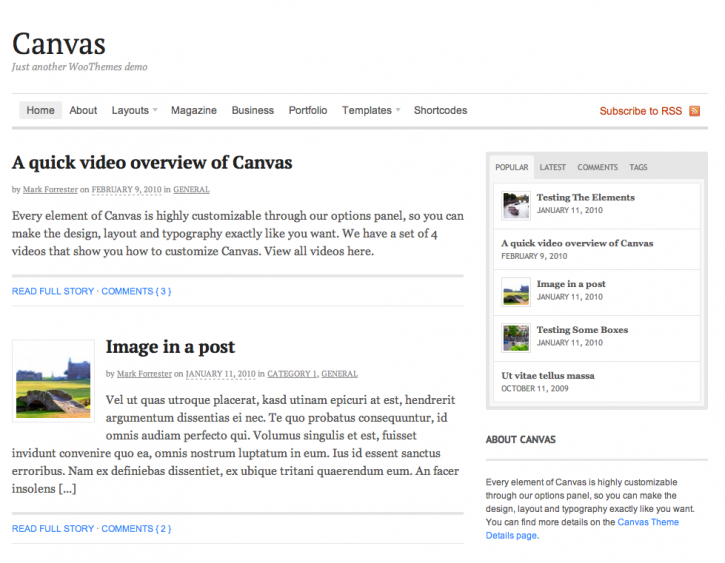 Canvas
Just another WooThemes demo
Home About Layouts Magazine Business Portfolio Templates Shortcodes Subscribe to RSS
A quick video overview of Canvas
by Mark Forrester on FEBRUARY 9, 2010 in GENERAL
Every element of Canvas is highly customizable through our options panel, so you can
make the design, layout and typography exactly like you want. We have a set of 4
videos that show you how to customize Canvas. View all videos here.
READ FULL STORY · COMMENTS { 3 }
Image in a post
by Mark Forrester on JANUARY 11, 2010 in CATEGORY 1, GENERAL
Vel ut quas utroque placerat, kasd utinam epicuri at est, hendrerit
argumentum dissentias ei nec. Te quo probatus consequuntur, id
omnis audiam perfecto qui. Volumus singulis et est, fuisset
invidunt convenire quo ea, omnis nostrum luptatum in eum. Ius id essent sanctus
erroribus. Nam ex definiebas dissentiet, ex ubique tritani quaerendum eum. An facer
insolens [...]
READ FULL STORY · COMMENTS { 2 }
POPULAR LATEST COMMENTS TAGS
Testing The Elements
JANUARY 11, 2010
A quick video overview of Canvas
FEBRUARY 9, 2010
Image in a post
JANUARY 11, 2010
Testing Some Boxes
JANUARY 11, 2010
Ut vitae tellus massa
OCTOBER 11, 2009
ABOUT CANVAS
Every element of Canvas is highly customizable
through our options panel, so you can make the
design, layout and typography exactly like you want.
You can find more details on the Canvas Theme
Details page.